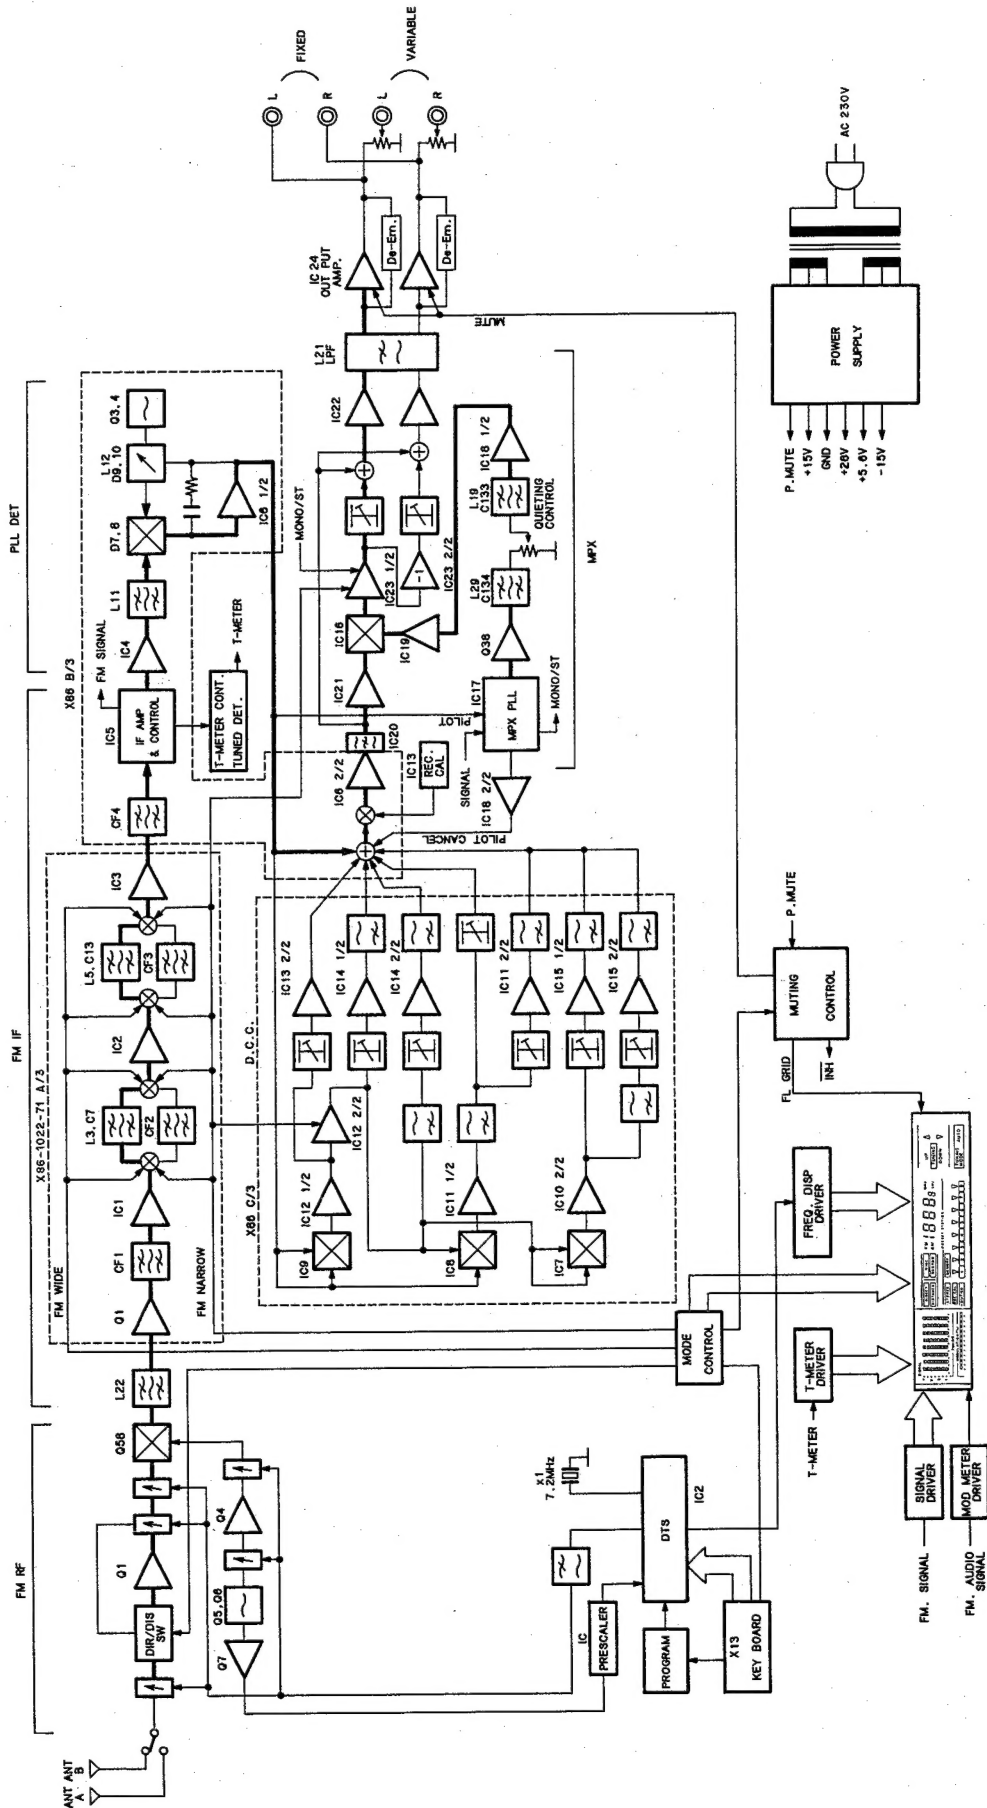 ANT A
ANT B
FM RF
FM IF
PLL DET
DIR/DIS
SW
Q1
Q58
Q4
Q5,Q6
Q7
L22
X86-1022-71 A/3
FM WIDE
FM NARROW
Q1
CF1
IC1
L3,C7
CF2
IC2
L5,C13
CF3
IC3
X86 B/3
CF4
IC5
IF AMP
& CONTROL
FM SIGNAL
T-METER CONT.
TUNED DET.
T-METER
IC4
L11
D7,8
L12
D9,10
Q3,4
IC6 1/2
X86 C/3
D.C.C.
IC9
IC8
IC7
IC12 1/2
IC12 2/2
IC11 1/2
IC10 2/2
IC13 2/2
IC14 1/2
IC14 2/2
IC11 2/2
IC15 1/2
IC15 2/2
PILOT CANCEL
IC6 2/2
IC13
REC.
CAL
IC20
IC21
IC16
IC19
MONO/ST
IC23 1/2
-1
IC23 2/2
IC22
L21
LPF
IC24
OUT PUT
AMP.
De-Em.
De-Em.
MUTE
L
R
FIXED
L
R
VARIABLE
SIGNAL
PILOT
IC17
MPX PLL
MONO/ST
IC18 2/2
Q38
L29
C134
QUIETING
CONTROL
L19
C133
IC18 1/2
MPX
X1
7.2MHz
DTS
IC2
IC
PRESCALER
PROGRAM
X13
KEY BOARD
MODE
CONTROL
MUTING
CONTROL
P.MUTE
INH
FL GRID
FREQ. DISP
DRIVER
T-METER
T-METER
DRIVER
SIGNAL
DRIVER
MOD METER
DRIVER
FM. SIGNAL
FM. AUDIO
SIGNAL
POWER
SUPPLY
P.MUTE
+15V
GND
+26V
+5.6V
-15V
AC 230V